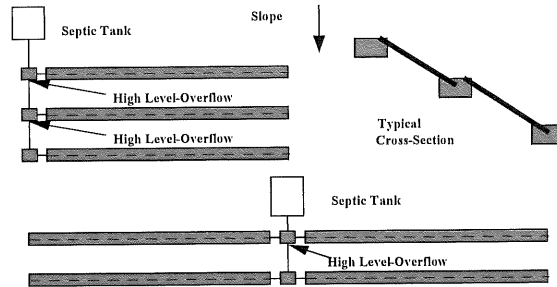 Septic Tank
Slope
High Level-Overflow
High Level-Overflow
Typical
Cross-Section
Septic Tank
High Level-Overflow